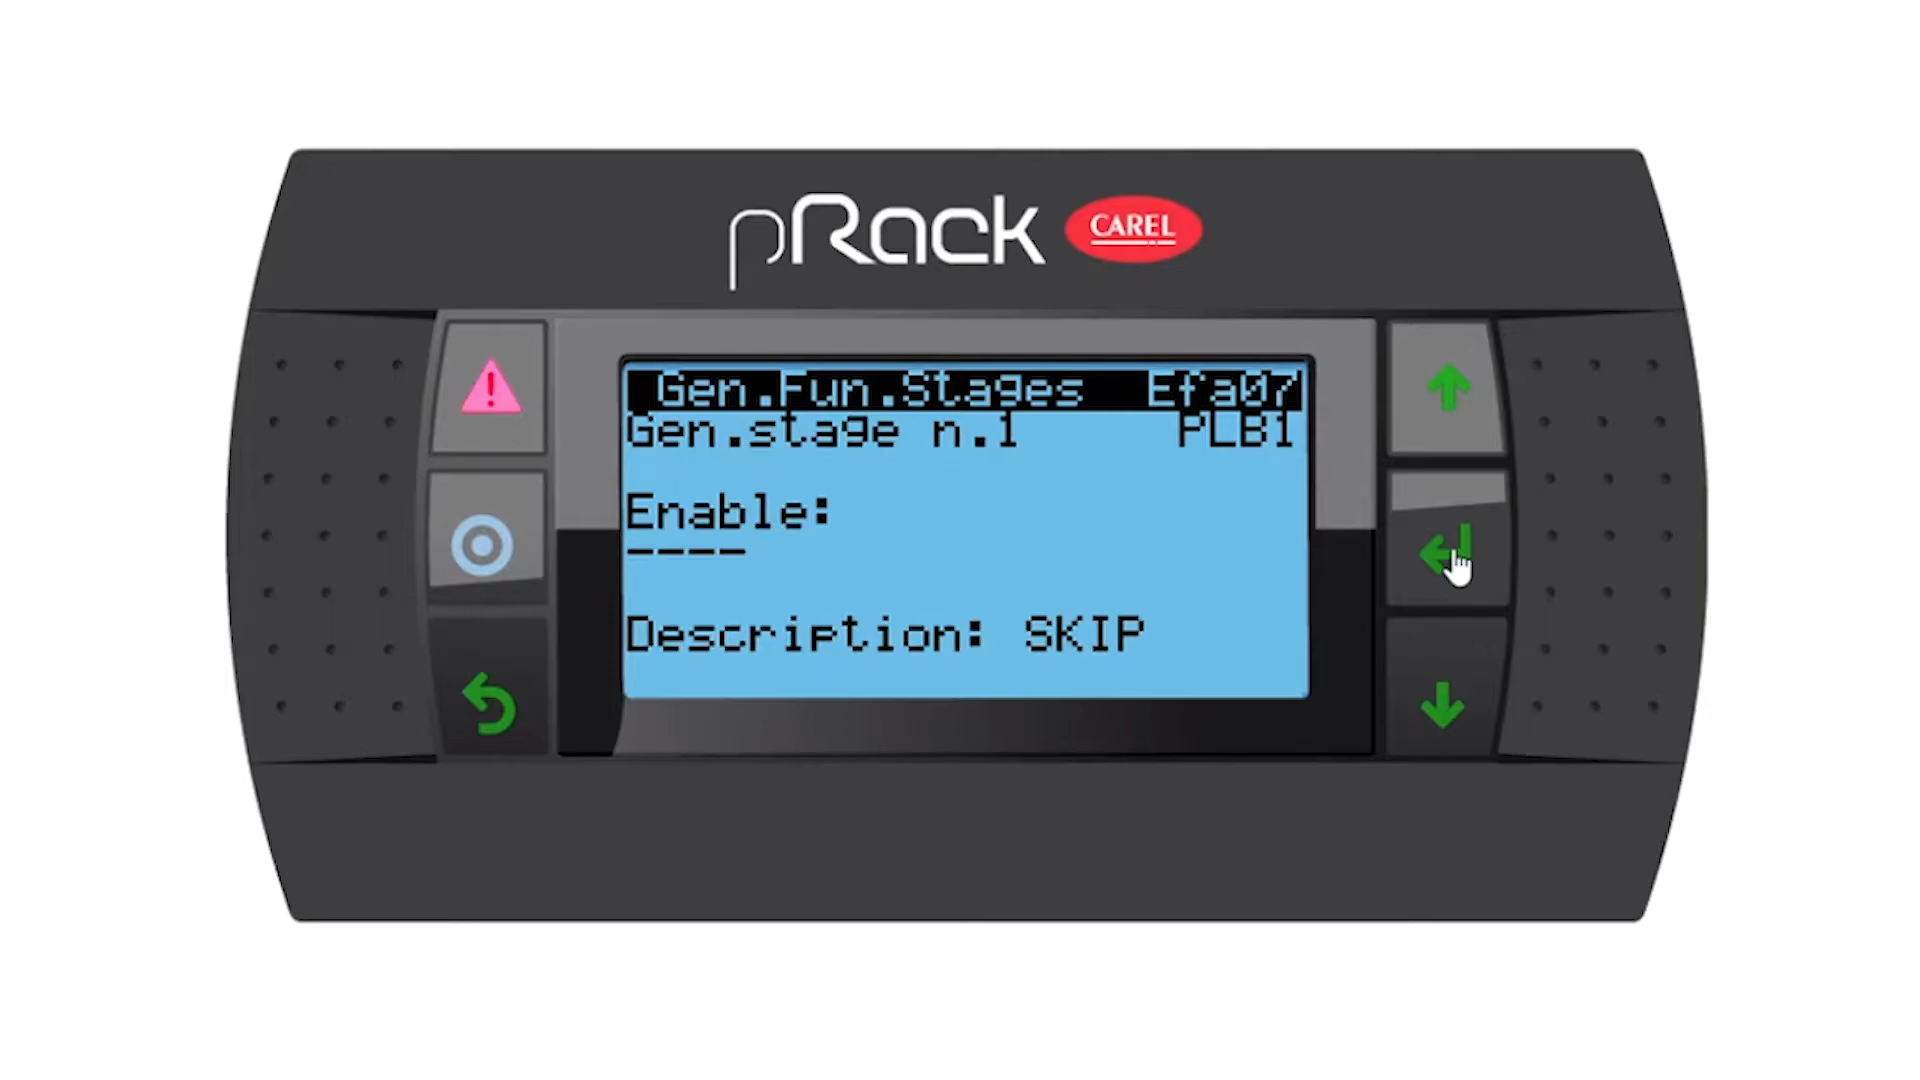 pRack CAREL
Gen.Fun.Stages Efa07
Gen.stage n.1 PLB1
Enable:
----
Description: SKIP